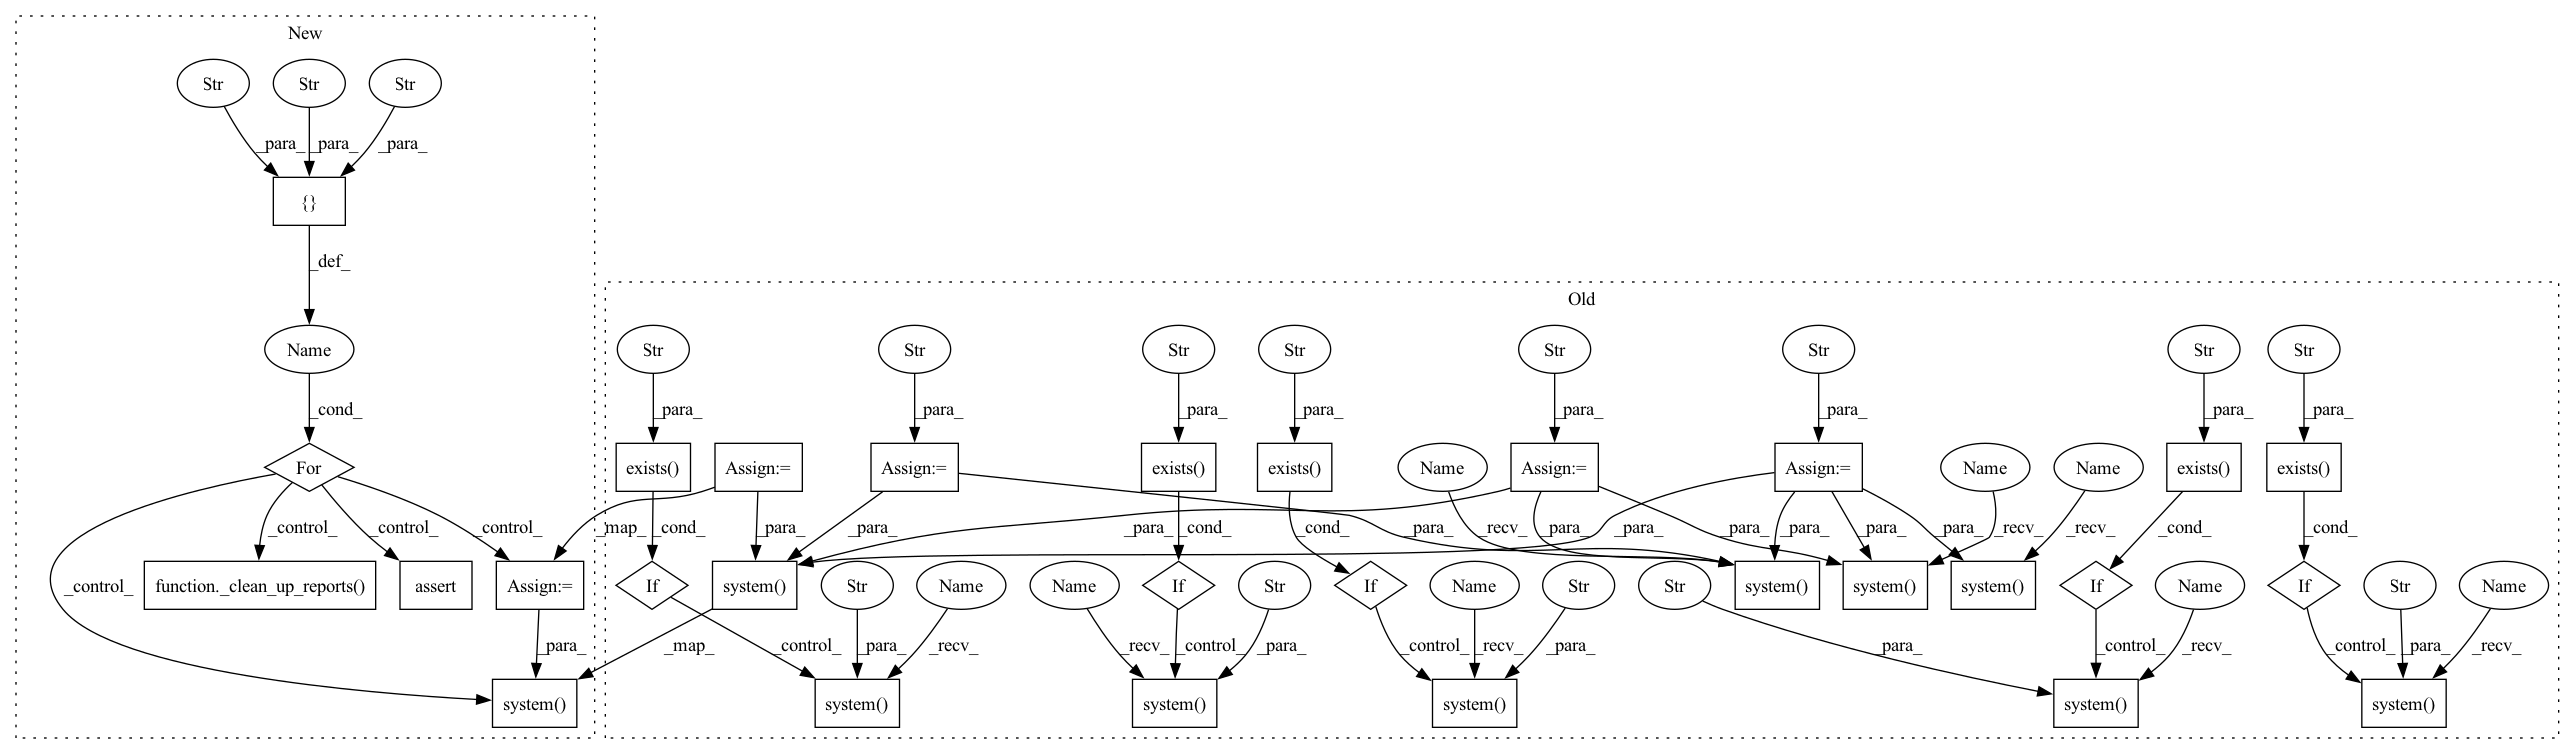 New
Str Str Str
_para_ _para_ _para_
{}
_def_
Old
Name Str Str Str Str Str Str Str Str
_cond_ _para_ _para_ _para_ _para_ _para_ _para_ _para_ _para_
For exists() Assign:= Assign:= exists() exists() Name Assign:= Assign:= Name Name exists() exists()
_control_ _control_ _control_ _map_ _cond_ _para_ _para_ _para_ _cond_ _cond_ _para_ _recv_ _para_ _para_ _para_ _para_ _para_ _para_ _recv_ _recv_ _cond_ _cond_
_control_ function._clean_up_reports() assert Assign:= If system() Str Name Name If Str If Name Str Str system() system() system() If Name If Str Name
_para_ _map_ _control_ _para_ _recv_ _recv_ _control_ _para_ _control_ _recv_ _para_ _para_ _control_ _recv_ _control_ _para_ _recv_
system() system() system() system() system() system()